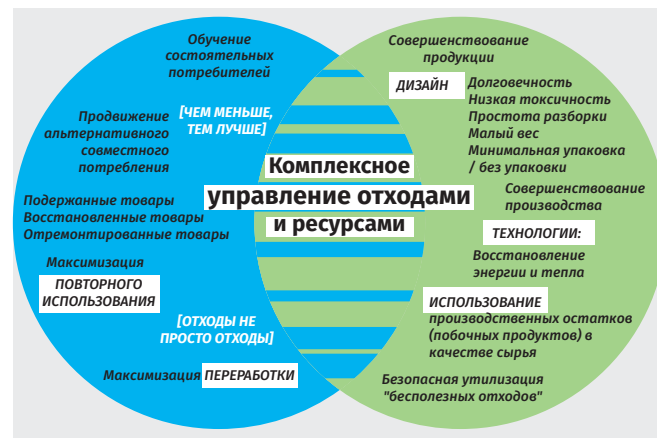 Обучение
состоятельных
потребителей
[ЧЕМ МЕНЬШЕ,
ТЕМ ЛУЧШЕ]
Продвижение
альтернативного
совместного
потребления
Подержанные товары
Восстановленные товары
Отремонтированные товары
Максимизация
ПОВТОРНОГО
ИСПОЛЬЗОВАНИЯ
[ОТХОДЫ НЕ
ПРОСТО ОТХОДЫ]
Максимизация ПЕРЕРАБОТКИ
Комплексное
управление отходами
и ресурсами
Совершенствование
продукции
ДИЗАЙН
Долговечность
Низкая токсичность
Простота разборки
Малый вес
Минимальная упаковка
/ без упаковки
Совершенствование
производства
ТЕХНОЛОГИИ:
Восстановление
энергии и тепла
ИСПОЛЬЗОВАНИЕ
производственных остатков
(побочных продуктов) в
качестве сырья
Безопасная утилизация
"бесполезных отходов"